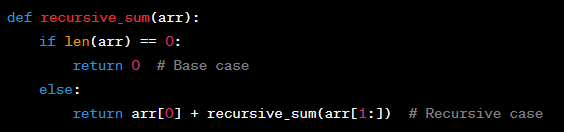 def recursive_sum(arr):
    if len(arr) == 0:
        return 0  # Base case
    else:
        return arr[0] + recursive_sum(arr[1:])  # Recursive case